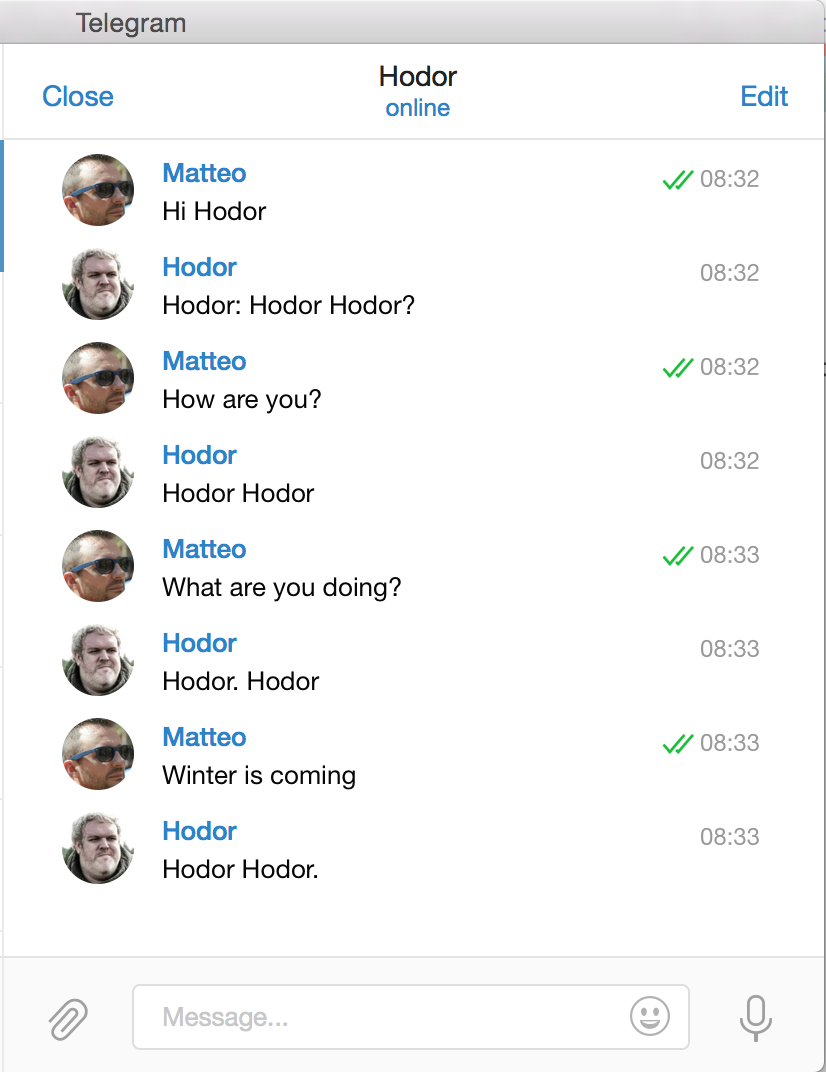 Telegram
Close
Hodor
online
Edit
Matteo
08:32
Hi Hodor
Hodor
08:32
Hodor: Hodor Hodor?
Matteo
08:32
How are you?
Hodor
08:32
Hodor Hodor
Matteo
08:33
What are you doing?
Hodor
08:33
Hodor. Hodor
Matteo
08:33
Winter is coming
Hodor
08:33
Hodor Hodor.
Message...